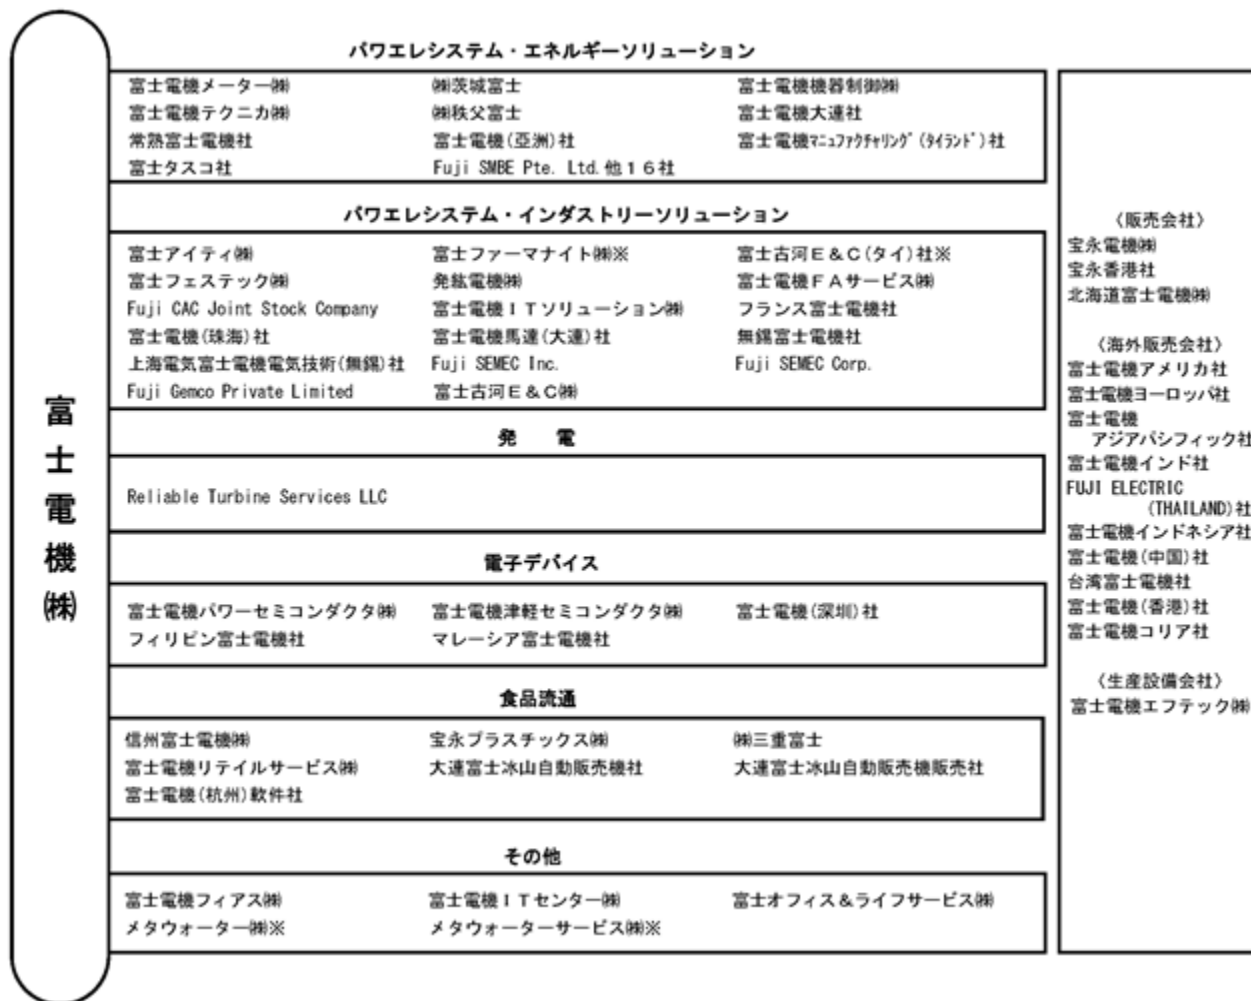 富士電機㈱
パワエレシステム・エネルギーソリューション
富士電機メーター㈱ ㈱茨城富士 富士電機機器制御㈱
富士電機テクニカ㈱ ㈱秩父富士 富士電機大連社
常熟富士電機社 富士電機(亞洲)社 富士電機ﾏﾆｭﾌｧｸﾁｬﾘﾝｸﾞ(ﾀｲﾗﾝﾄﾞ)社
富士タスコ社 Fuji SMBE Pte. Ltd.他１６社
パワエレシステム・インダストリーソリューション
富士アイティ㈱ 富士ファーマナイト㈱※ 富士古河Ｅ＆Ｃ(タイ)社※
富士フェステック㈱ 発紘電機㈱ 富士電機ＦＡサービス㈱
Fuji CAC Joint Stock Company 富士電機ＩＴソリューション㈱ フランス富士電機社
富士電機(珠海)社 富士電機馬達(大連)社 無錫富士電機社
上海電気富士電機電気技術(無錫)社 Fuji SEMEC Inc. Fuji SEMEC Corp.
Fuji Gemco Private Limited 富士古河Ｅ＆Ｃ㈱
発 電
Reliable Turbine Services LLC
電子デバイス
富士電機パワーセミコンダクタ㈱ 富士電機津軽セミコンダクタ㈱ 富士電機(深圳)社
フィリピン富士電機社 マレーシア富士電機社
食品流通
信州富士電機㈱ 宝永プラスチックス㈱ ㈱三重富士
富士電機リテイルサービス㈱ 大連富士冰山自動販売機社 大連富士冰山自動販売機販売社
富士電機(杭州)軟件社
その他
富士電機フィアス㈱ 富士電機ＩＴセンター㈱ 富士オフィス＆ライフサービス㈱
メタウォーター㈱※ メタウォーターサービス㈱※
〈販売会社〉
宝永電機㈱
宝永香港社
北海道富士電機㈱
〈海外販売会社〉
富士電機アメリカ社
富士電機ヨーロッパ社
富士電機
アジアパシフィック社
富士電機インド社
FUJI ELECTRIC
(THAILAND)社
富士電機インドネシア社
富士電機(中国)社
台湾富士電機社
富士電機(香港)社
富士電機コリア社
〈生産設備会社〉
富士電機エフテック㈱